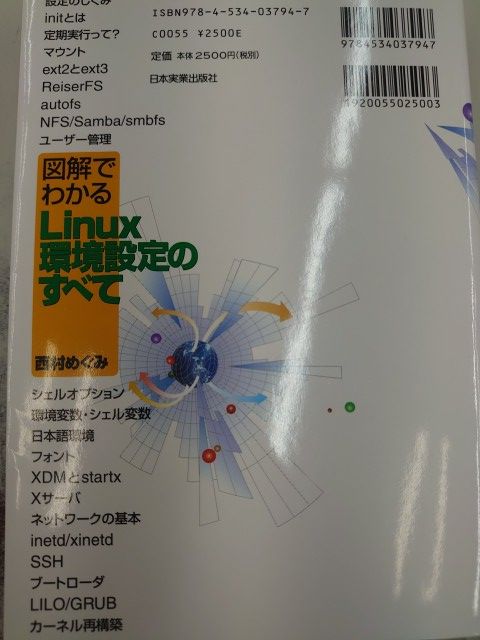 設定のしくみ
initとは
定期実行って?
マウント
ext2とext3
ReiserFS
autofs
NFS/Samba/smbfs
ユーザー管理
ISBN978-4-534-03794-7
C0055 ¥2500E
定価 本体2500円(税別)
日本実業出版社
9784534037947
1920055025003
図解で
わかる
Linux
環境設定の
すべて
西村めぐみ
シェルオプション
環境変数・シェル変数
日本語環境
フォント
XDMとstartx
Xサーバ
ネットワークの基本
inetd/xinetd
SSH
ブートローダ
LILO/GRUB
カーネル再構築